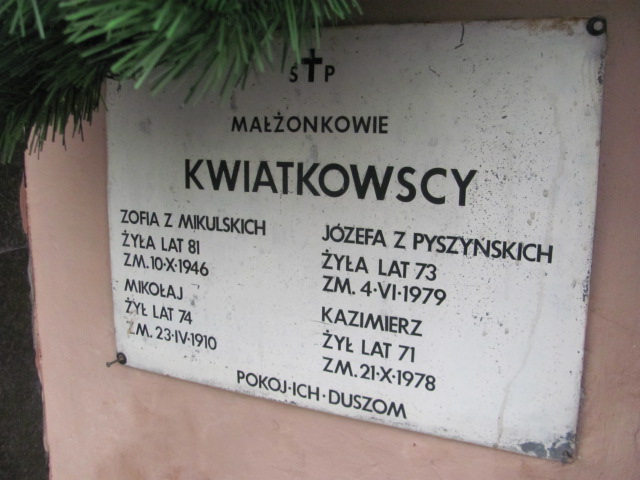 Ś✝P
MAŁŻONKOWIE
KWIATKOWSCY
ZOFIA Z MIKULSKICH
ŻYŁA LAT 81
ZM. 10·X·1946
MIKOŁAJ
ŻYŁ LAT 74
ZM. 23·IV·1910
JÓZEFA Z PYSZYŃSKICH
ŻYŁA LAT 73
ZM. 4·VI·1979
KAZIMIERZ
ŻYŁ LAT 71
ZM. 21·X·1978
POKÓJ·ICH·DUSZOM